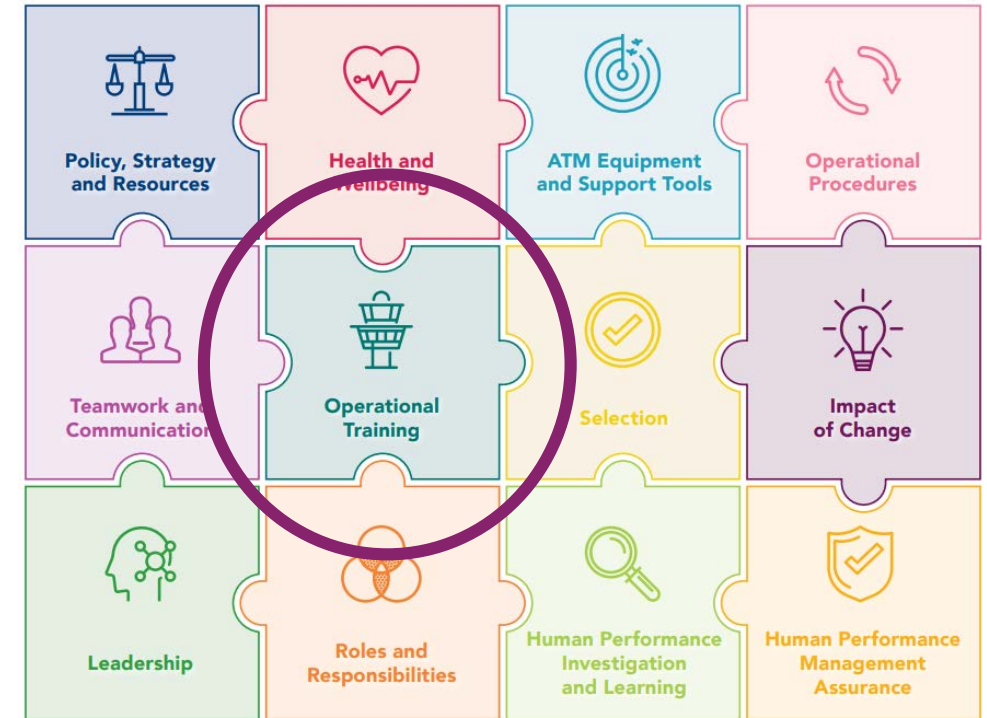 Policy, Strategy
and Resources
Health and
Wellbeing
ATM Equipment
and Support Tools
Operational
Procedures
Teamwork and
Communication
Operational
Training
Selection
Impact
of Change
Leadership
Roles and
Responsibilities
Human Performance
Investigation
and Learning
Human Performance
Management
Assurance